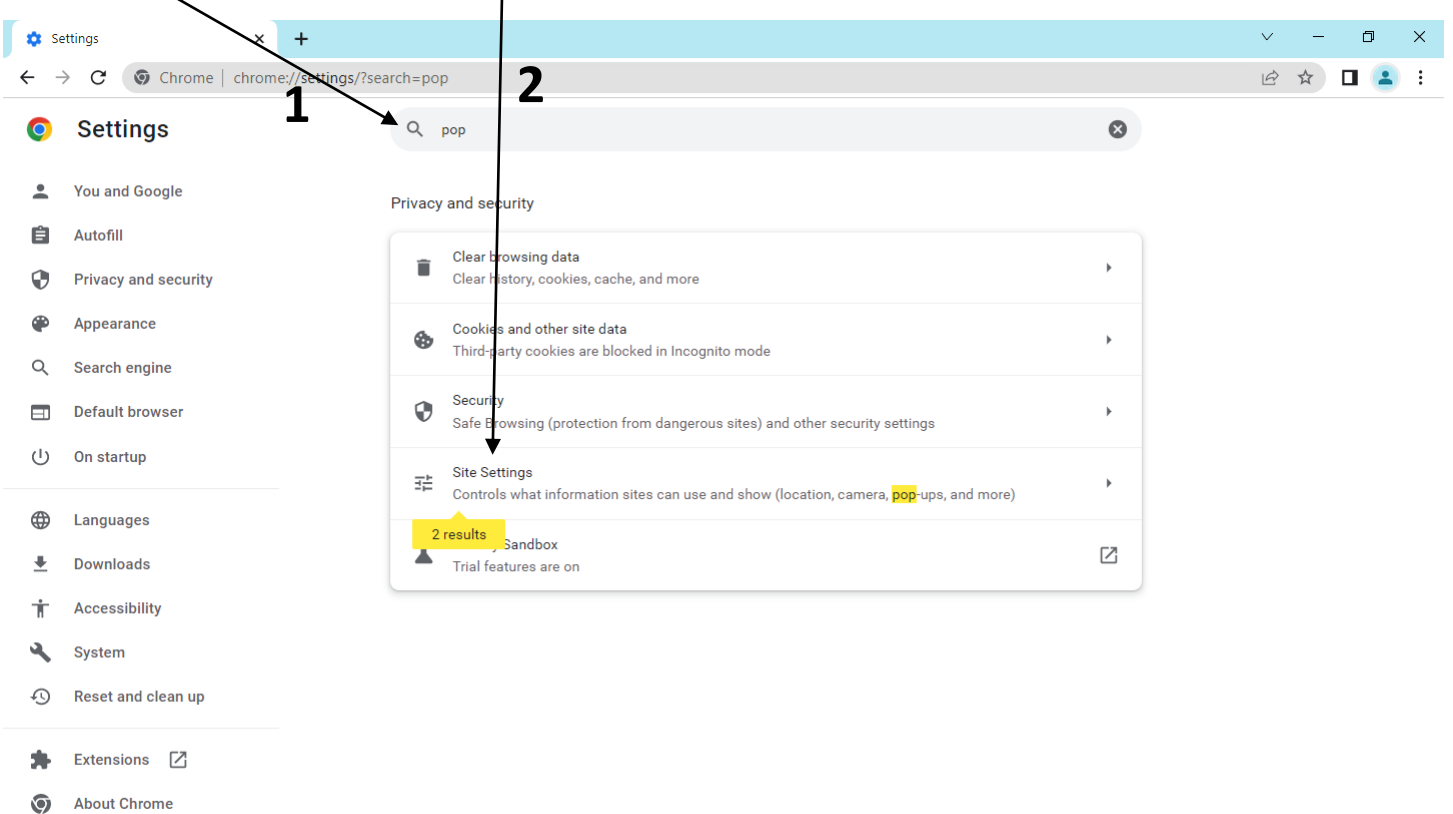 Settings
Chrome | chrome://settings/?search=pop
1
2
Settings
pop
You and Google
Autofill
Privacy and security
Appearance
Search engine
Default browser
On startup
Languages
Downloads
Accessibility
System
Reset and clean up
Extensions
About Chrome
Privacy and security
Clear browsing data
Clear history, cookies, cache, and more
Cookies and other site data
Third-party cookies are blocked in Incognito mode
Security
Safe Browsing (protection from dangerous sites) and other security settings
Site Settings
Controls what information sites can use and show (location, camera, pop-ups, and more)
2 results
Sandbox
Trial features are on